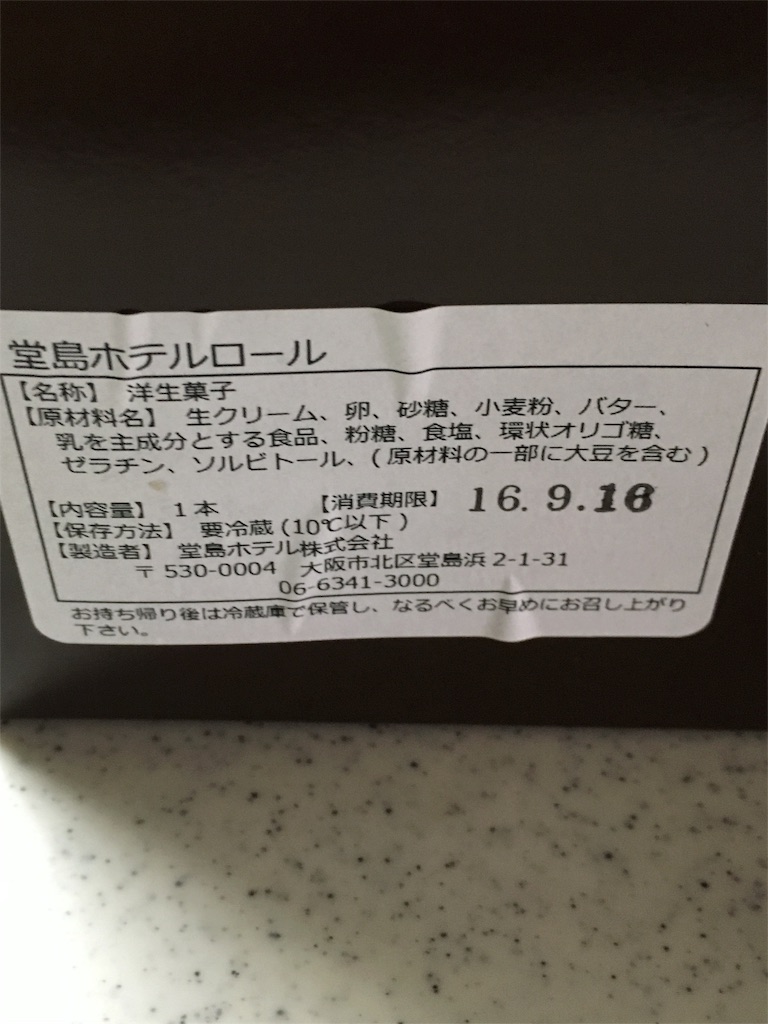 堂島ホテルロール
【名称】 洋生菓子
【原材料名】 生クリーム、卵、砂糖、小麦粉、バター、
乳を主成分とする食品、粉糖、食塩、環状オリゴ糖、
ゼラチン、ソルビトール、(原材料の一部に大豆を含む)
【内容量】 1本 【消費期限】 16. 9.16
【保存方法】 要冷蔵 (10℃以下)
【製造者】 堂島ホテル株式会社
〒530-0004 大阪市北区堂島浜 2-1-31
06-6341-3000
お持ち帰り後は冷蔵庫で保管し、なるべくお早めにお召し上がり
下さい。